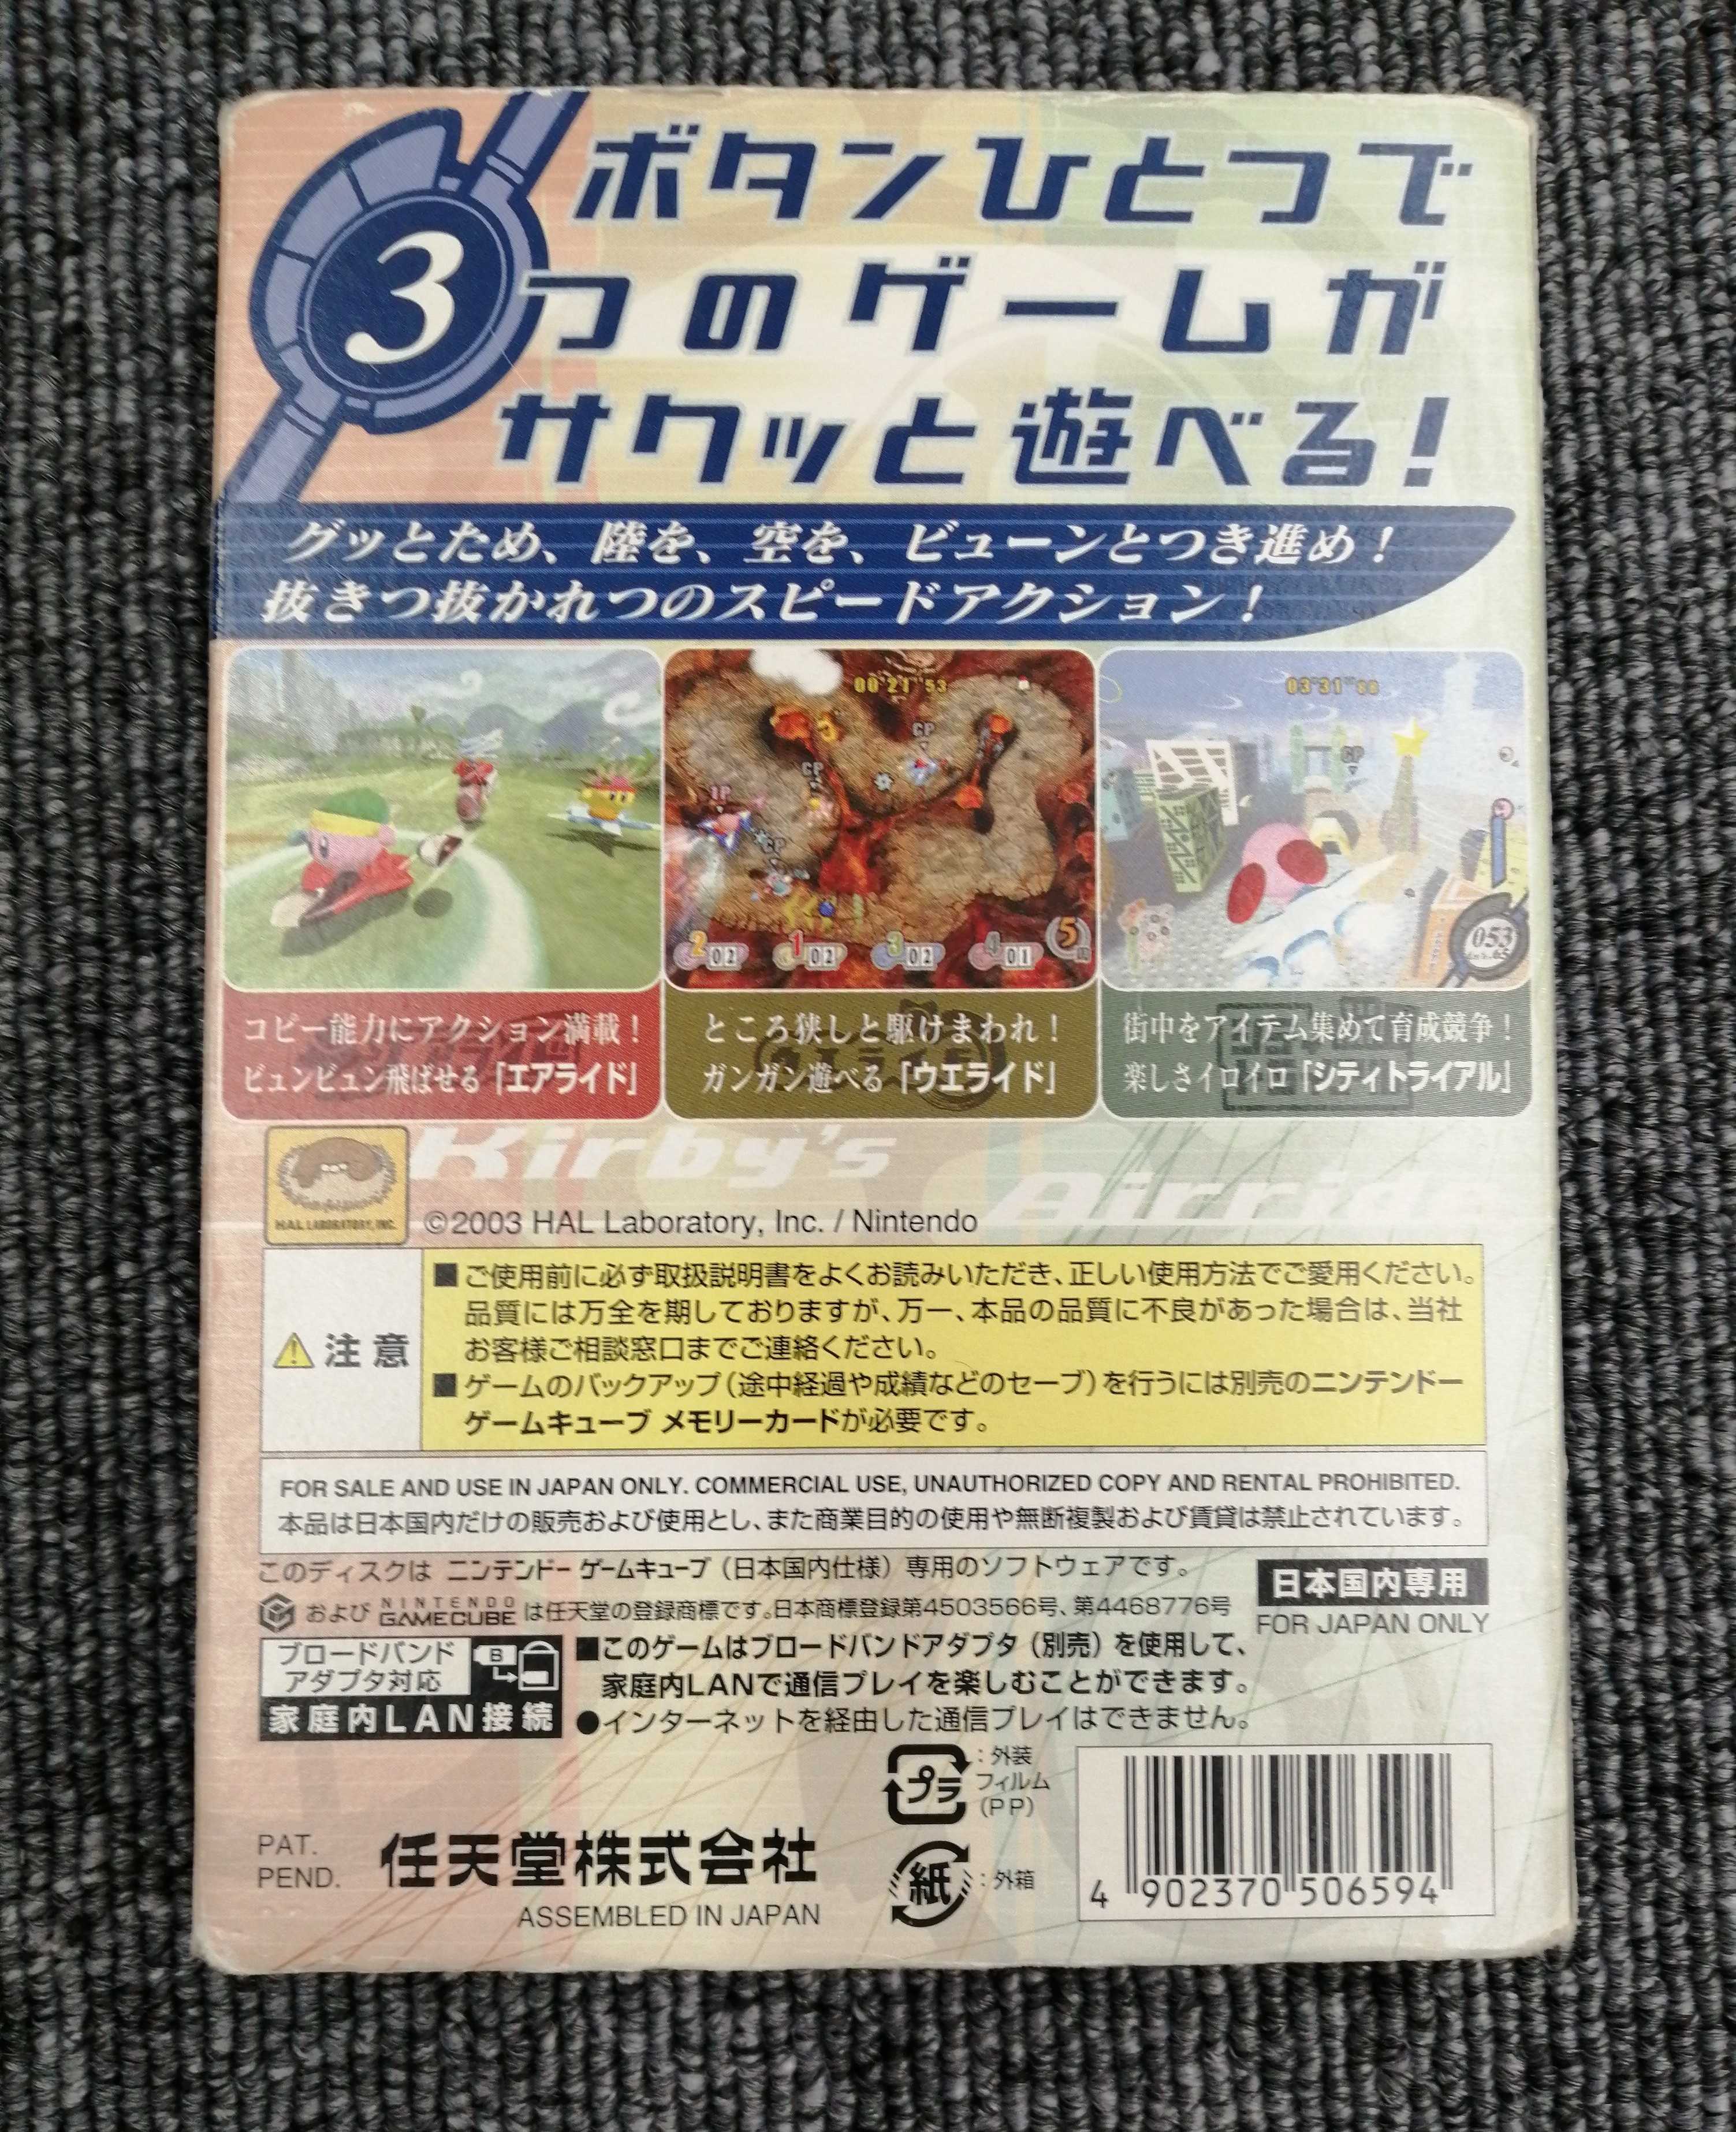 ボタンひとつで
3つのゲームが
サクッと遊べる!
グッとため、陸を、空を、ビューンとつき進め!
抜きつ抜かれつのスピードアクション!
00'21"53
03'31"80
CP
CP
CP
1P
CP
2 02
1 02
3 02
4 01
5周
053
コピー能力にアクション満載!
ビュンビュン飛ばせる「エアライド」
ところ狭しと駆けまわれ!
ガンガン遊べる「ウエライド」
街中をアイテム集めて育成競争!
楽しさイロイロ「シティトライアル」
Kirby's
Airride
HAL LABORATORY, INC.
©2003 HAL Laboratory, Inc. / Nintendo
注意
■ご使用前に必ず取扱説明書をよくお読みいただき、正しい使用方法でご愛用ください。
品質には万全を期しておりますが、万一、本品の品質に不良があった場合は、当社
お客様ご相談窓口までご連絡ください。
■ゲームのバックアップ(途中経過や成績などのセーブ)を行うには別売のニンテンドー
ゲームキューブ メモリーカードが必要です。
FOR SALE AND USE IN JAPAN ONLY. COMMERCIAL USE, UNAUTHORIZED COPY AND RENTAL PROHIBITED.
本品は日本国内だけの販売および使用とし、また商業目的の使用や無断複製および賃貸は禁止されています。
このディスクは ニンテンドー ゲームキューブ(日本国内仕様)専用のソフトウェアです。
および NINTENDO GAMECUBE は任天堂の登録商標です。日本商標登録第4503566号、第4468776号
日本国内専用
FOR JAPAN ONLY
ブロードバンド
アダプタ対応
B
家庭内LAN接続
■このゲームはブロードバンドアダプタ(別売)を使用して、
家庭内LANで通信プレイを楽しむことができます。
●インターネットを経由した通信プレイはできません。
プラ
:外装
フィルム
(PP)
紙
:外箱
PAT.
PEND.
任天堂株式会社
ASSEMBLED IN JAPAN
4 902370 506594